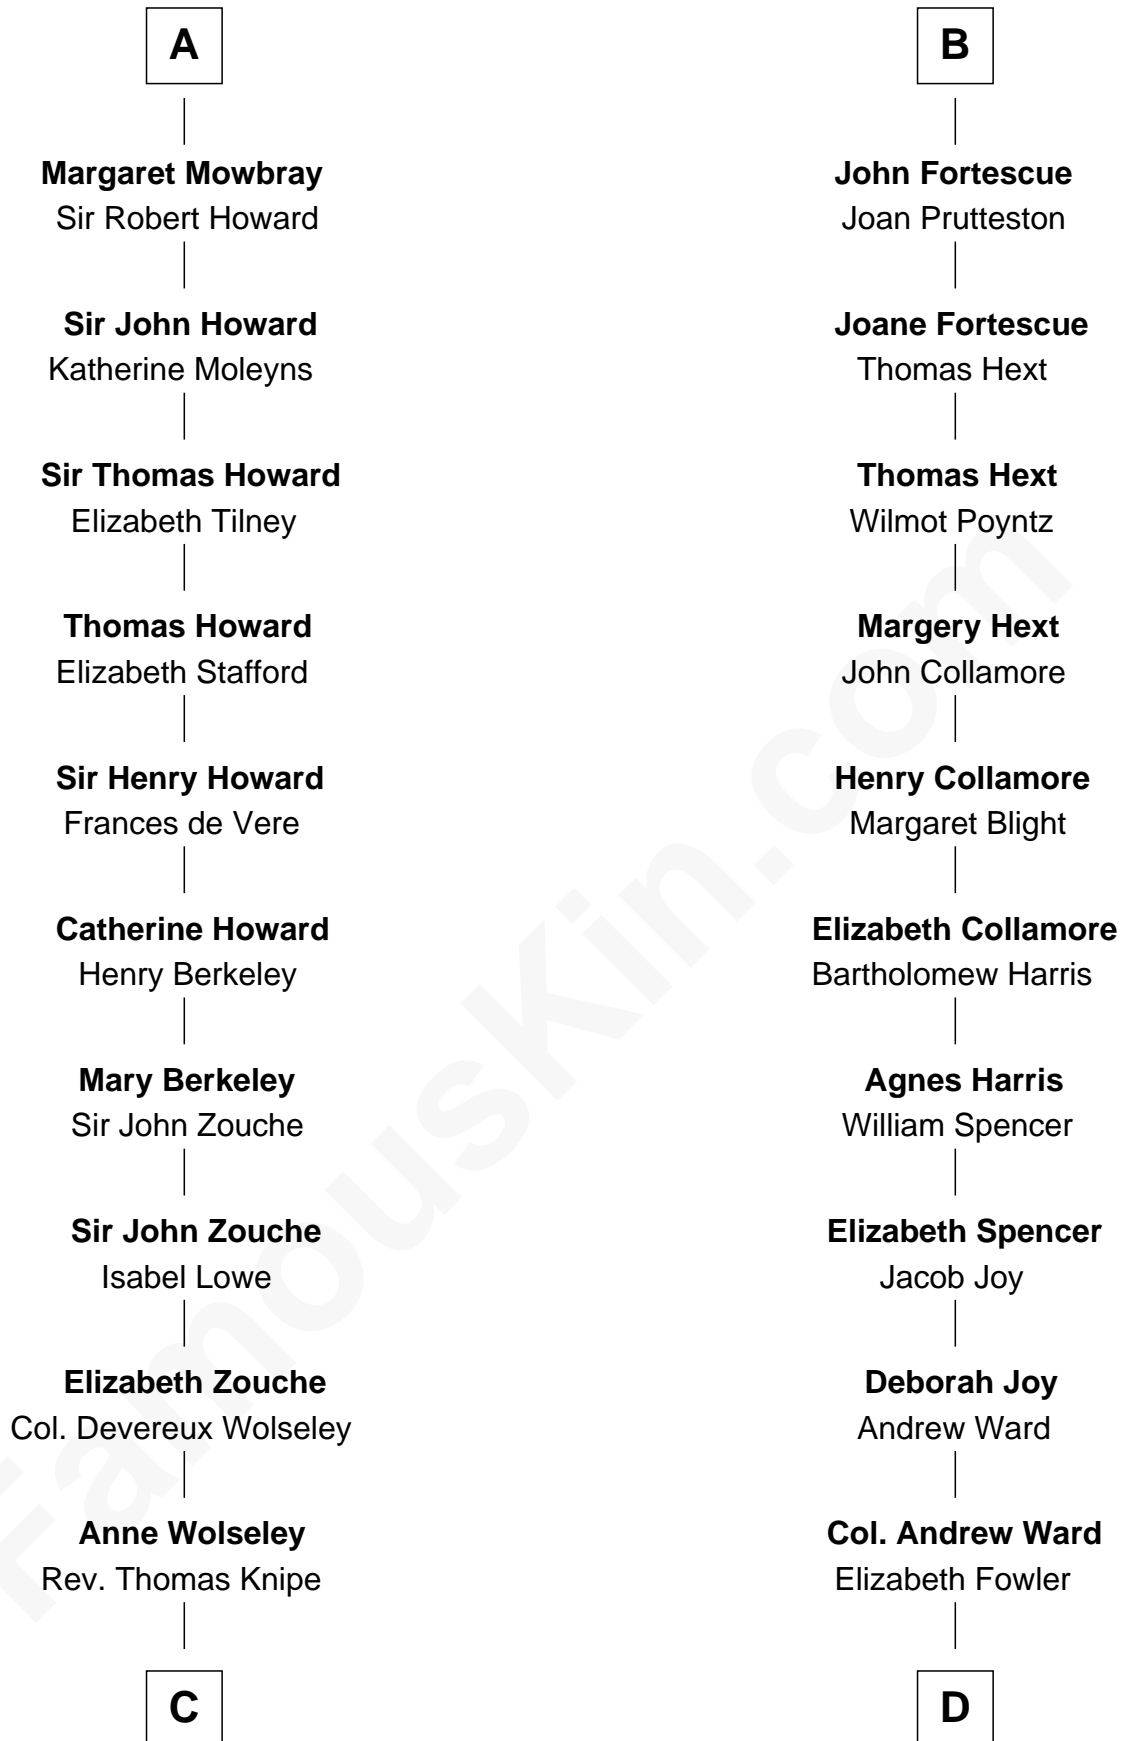 A
Margaret Mowbray
Sir Robert Howard
Sir John Howard
Katherine Moleyns
Sir Thomas Howard
Elizabeth Tilney
Thomas Howard
Elizabeth Stafford
Sir Henry Howard
Frances de Vere
Catherine Howard
Henry Berkeley
Mary Berkeley
Sir John Zouche
Sir John Zouche
Isabel Lowe
Elizabeth Zouche
Col. Devereux Wolseley
Anne Wolseley
Rev. Thomas Knipe
C
B
John Fortescue
Joan Prutteston
Joane Fortescue
Thomas Hext
Thomas Hext
Wilmot Poyntz
Margery Hext
John Collamore
Henry Collamore
Margaret Blight
Elizabeth Collamore
Bartholomew Harris
Agnes Harris
William Spencer
Elizabeth Spencer
Jacob Joy
Deborah Joy
Andrew Ward
Col. Andrew Ward
Elizabeth Fowler
D
FamousKin.com